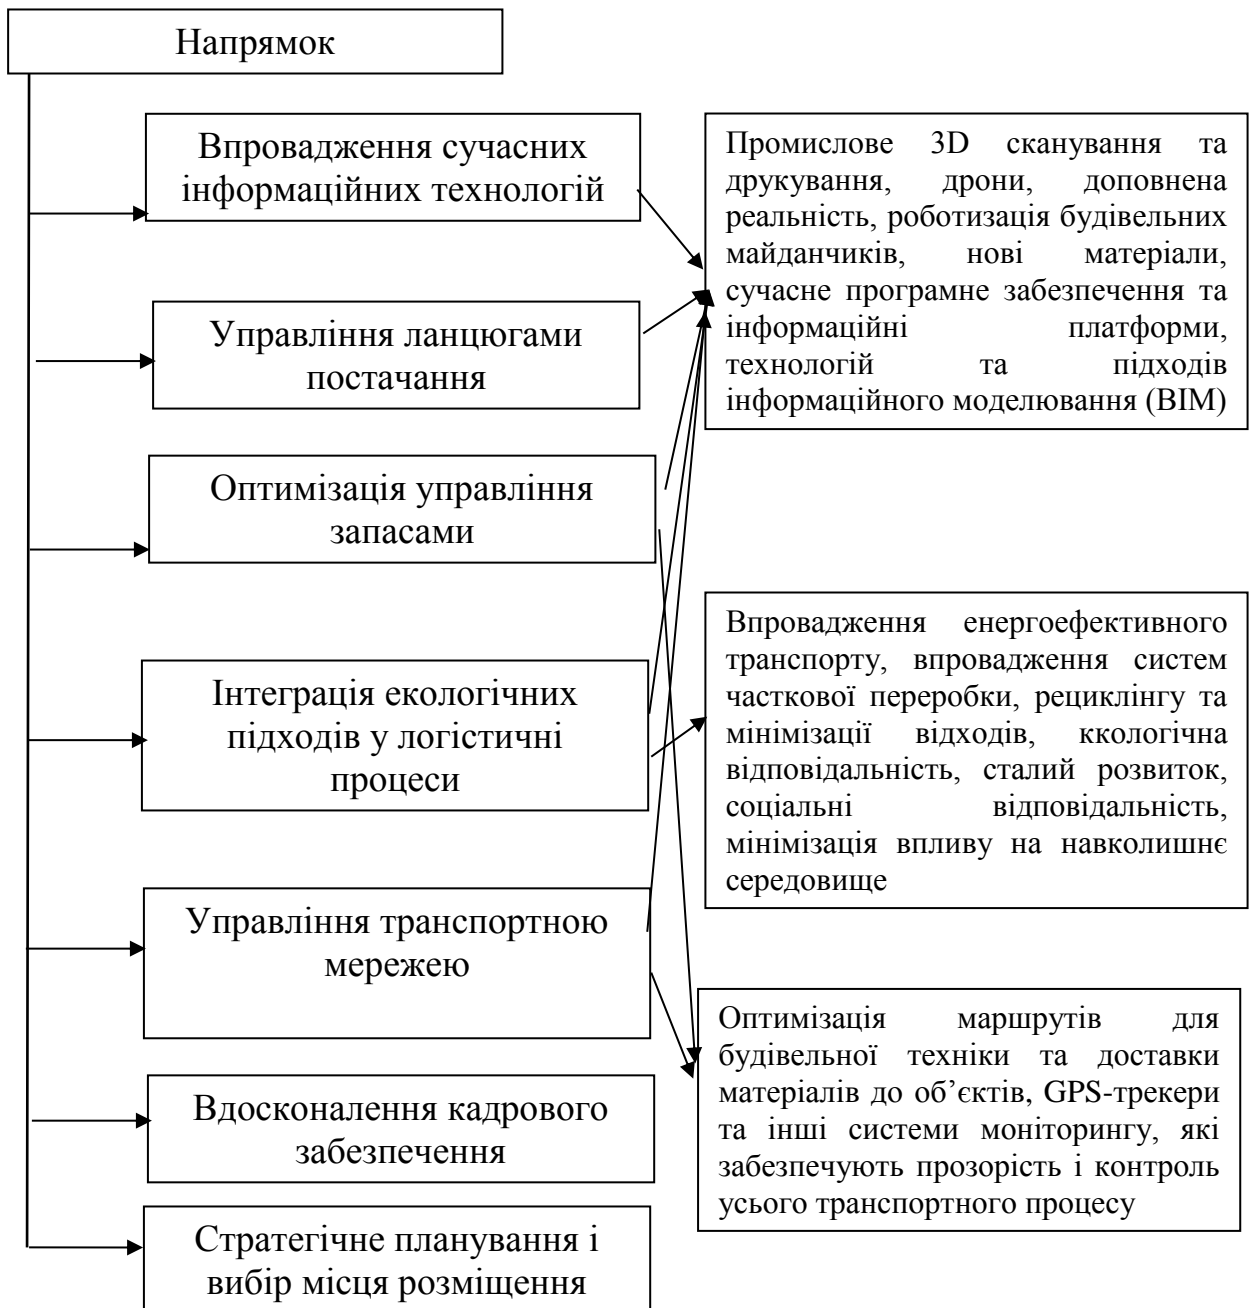 Напрямок
Впровадження сучасних
інформаційних технологій
Управління ланцюгами
постачання
Оптимізація управління
запасами
Інтеграція екологічних
підходів у логістичні
процеси
Управління транспортною
мережею
Вдосконалення кадрового
забезпечення
Стратегічне планування і
вибір місця розміщення
Промислове 3D сканування та
друкування, дрони, доповнена
реальність, роботизація будівельних
майданчиків, нові матеріали,
сучасне програмне забезпечення та
інформаційні платформи,
технологій та підходів
інформаційного моделювання (BIM)
Впровадження енергоефективного
транспорту, впровадження систем
часткової переробки, рециклінгу та
мінімізації відходів, ккологічна
відповідальність, сталий розвиток,
соціальні відповідальність,
мінімізація впливу на навколишнє
середовище
Оптимізація маршрутів для
будівельної техніки та доставки
матеріалів до об’єктів, GPS-трекери
та інші системи моніторингу, які
забезпечують прозорість і контроль
усього транспортного процесу